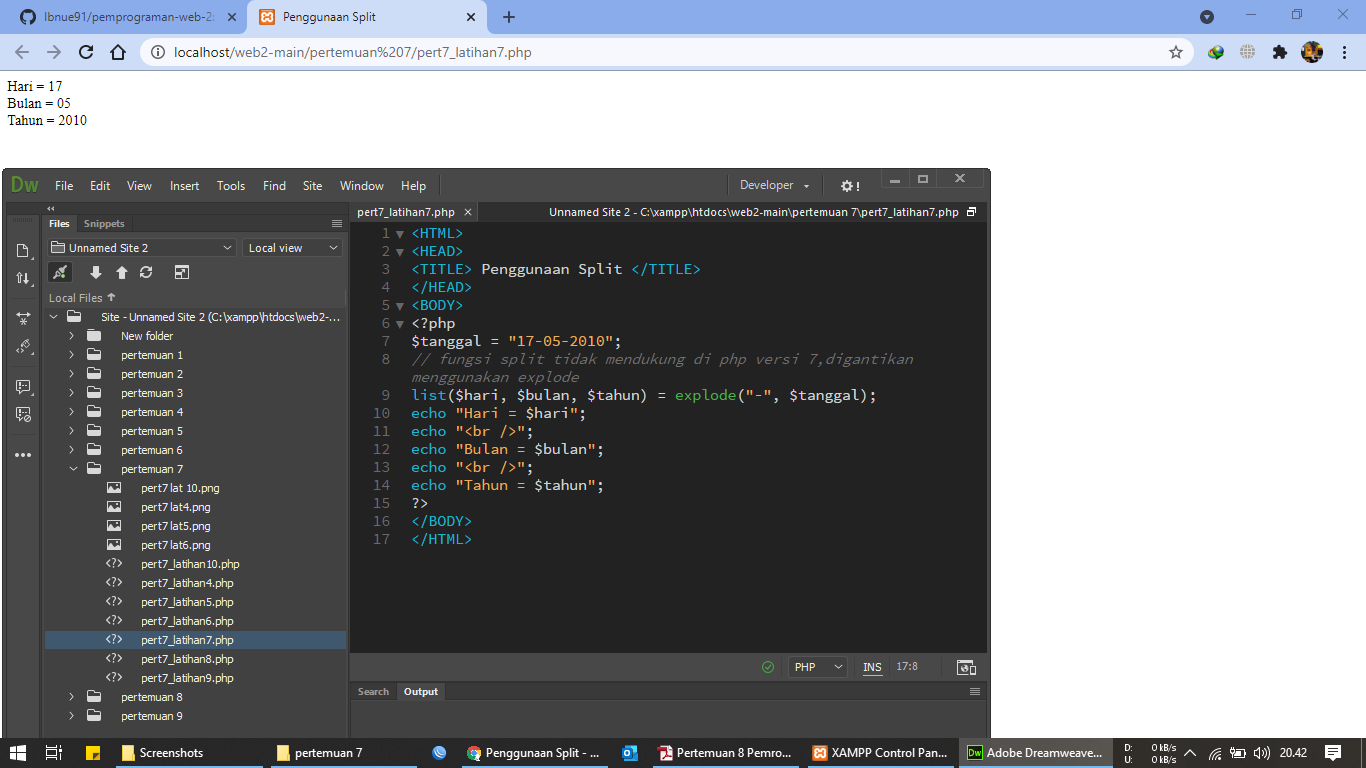 lbnue91/pemprograman-web-2:
Penggunaan Split
localhost/web2-main/pertemuan%207/pert7_latihan7.php
Hari = 17
Bulan = 05
Tahun = 2010
Dw File Edit View Insert Tools Find Site Window Help Developer
Files Snippets
Unnamed Site 2 Local view
Local Files
Site - Unnamed Site 2 (C:\xampp\htdocs\web2-...
New folder
pertemuan 1
pertemuan 2
pertemuan 3
pertemuan 4
pertemuan 5
pertemuan 6
pertemuan 7
pert7 lat 10.png
pert7 lat4.png
pert7 lat5.png
pert7 lat6.png
pert7_latihan10.php
pert7_latihan4.php
pert7_latihan5.php
pert7_latihan6.php
pert7_latihan7.php
pert7_latihan8.php
pert7_latihan9.php
pertemuan 8
pertemuan 9
pert7_latihan7.php Unnamed Site 2 - C:\xampp\htdocs\web2-main\pertemuan 7\pert7_latihan7.php
1 <HTML>
2 <HEAD>
3 <TITLE> Penggunaan Split </TITLE>
4 </HEAD>
5 <BODY>
6 <?php
7 $tanggal = "17-05-2010";
8 // fungsi split tidak mendukung di php versi 7,digantikan
menggunakan explode
9 list($hari, $bulan, $tahun) = explode("-", $tanggal);
10 echo "Hari = $hari";
11 echo "<br />";
12 echo "Bulan = $bulan";
13 echo "<br />";
14 echo "Tahun = $tahun";
15 ?>
16 </BODY>
17 </HTML>
PHP INS 17:8
Search Output
Screenshots
pertemuan 7
Penggunaan Split - ...
Pertemuan 8 Pemro...
XAMPP Control Pan...
Dw Adobe Dreamweave...
D: 0 kB/s
U: 0 kB/s
20.42